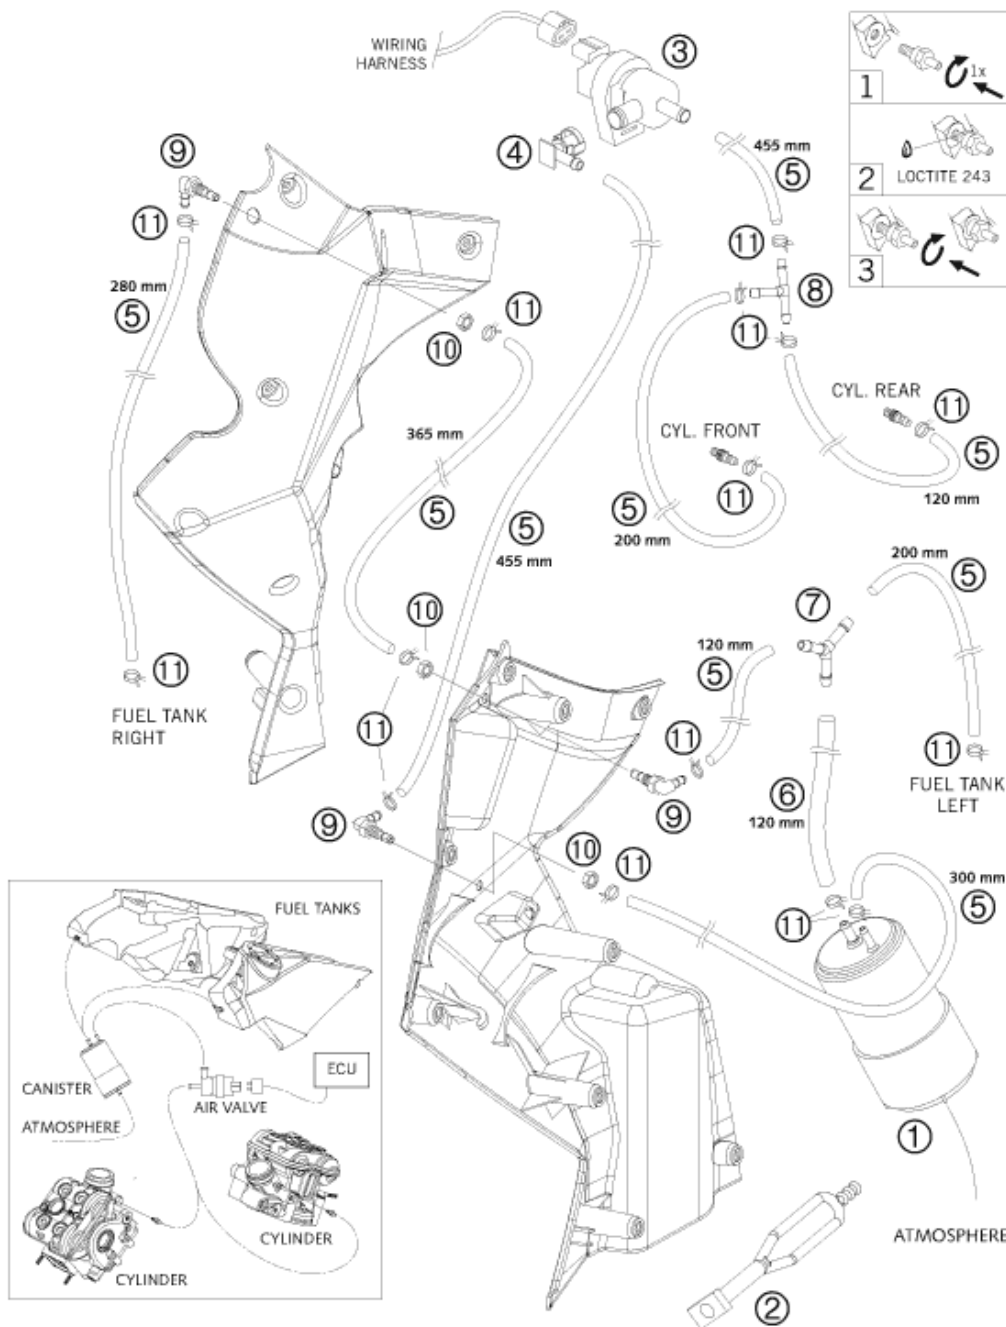 WIRING
HARNESS
3
1
1x
9
4
455 mm
5
2
LOCTITE 243
11
11
8
3
280 mm
5
11
10
11
CYL. REAR
11
365 mm
CYL. FRONT
5
11
5
5
5
120 mm
200 mm
455 mm
200 mm
5
10
7
120 mm
5
11
FUEL TANK
RIGHT
11
11
11
FUEL TANK
LEFT
6
120 mm
9
9
10
11
300 mm
5
11
FUEL TANKS
ECU
CANISTER
AIR VALVE
ATMOSPHERE
1
CYLINDER
CYLINDER
ATMOSPHERE
2